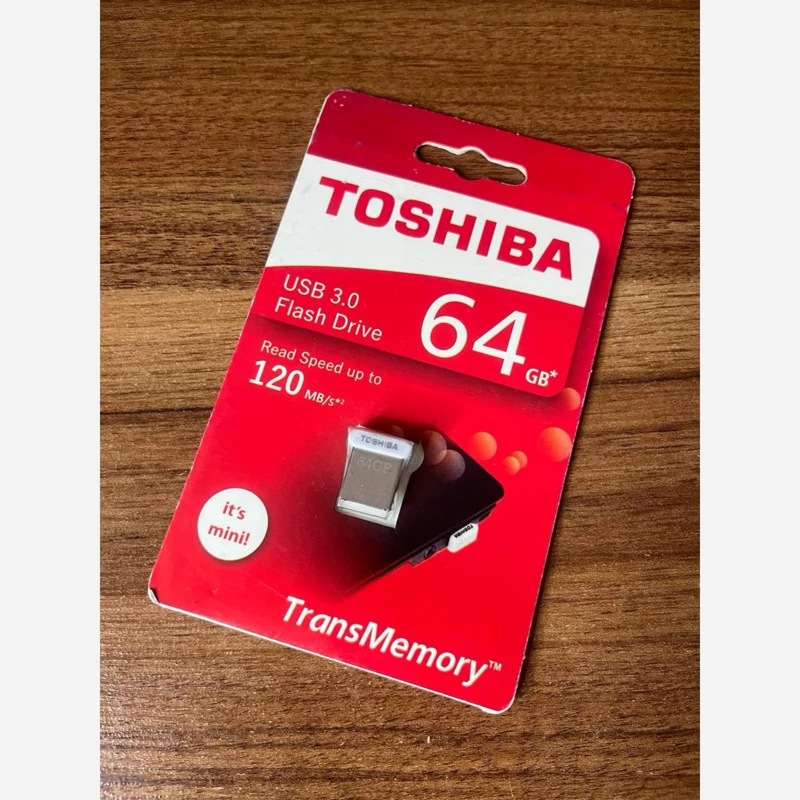 TOSHIBA
USB 3.0
Flash Drive
64 GB*
Read Speed up to
120 MB/s*²
TOSHIBA
64GB
TOSHIBA
it's
mini!
TransMemory™